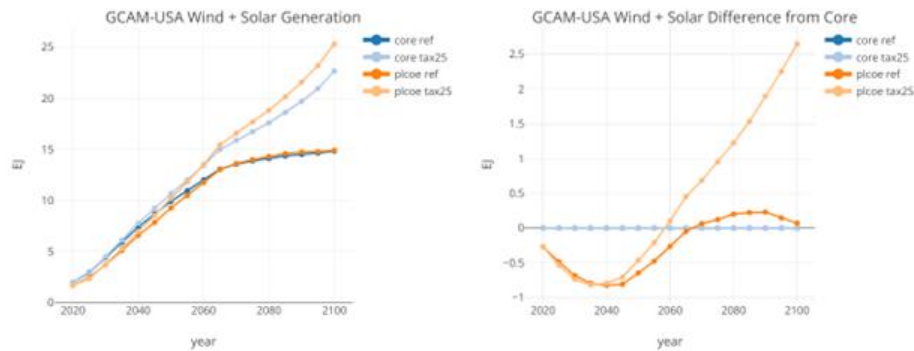 GCAM-USA Wind + Solar Generation
25
20
15
10
5
0
EJ
2020 2040 2060 2080 2100
year
core ref
core tax25
plcoe ref
plcoe tax25
GCAM-USA Wind + Solar Difference from Core
2.5
2
1.5
1
0.5
0
−0.5
−1
EJ
2020 2040 2060 2080 2100
year
core ref
core tax25
plcoe ref
plcoe tax25